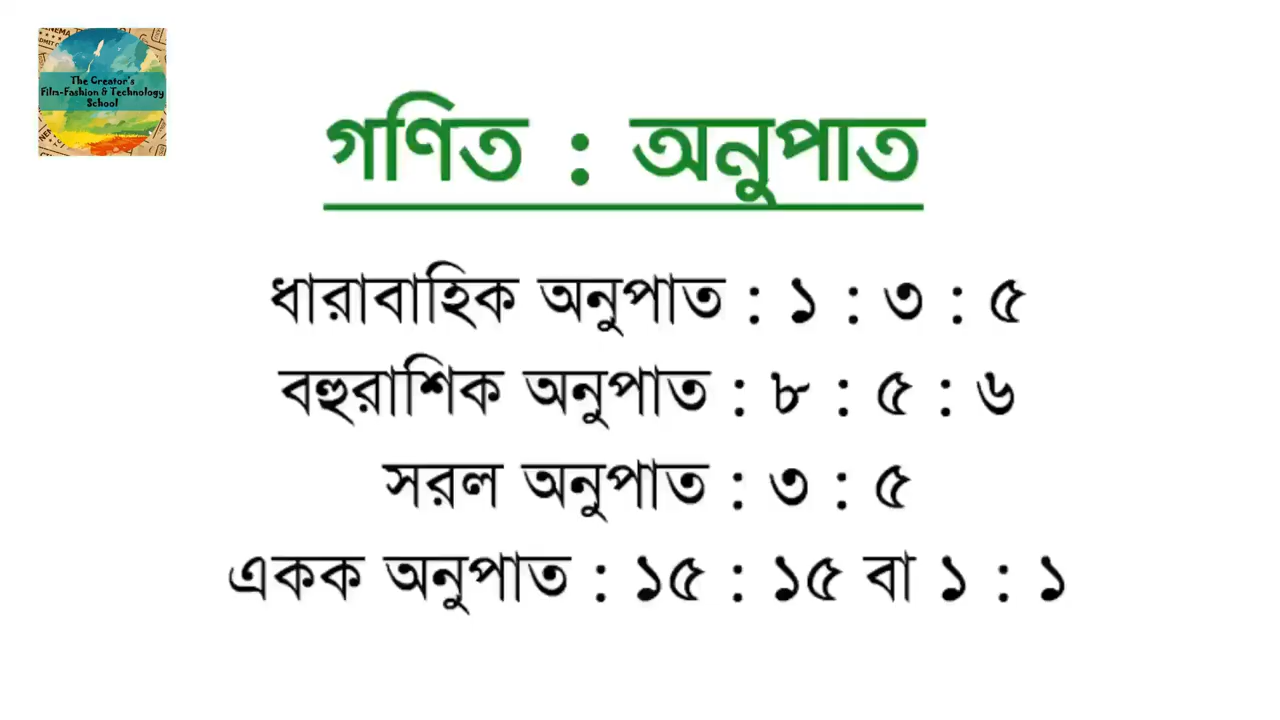 The Creator's
Film-Fashion & Technology
School
গণিত : অনুপাত
ধারাবাহিক অনুপাত : ১ : ৩ : ৫
বহুরাশিক অনুপাত : ৮ : ৫ : ৬
সরল অনুপাত : ৩ : ৫
একক অনুপাত : ১৫ : ১৫ বা ১ : ১